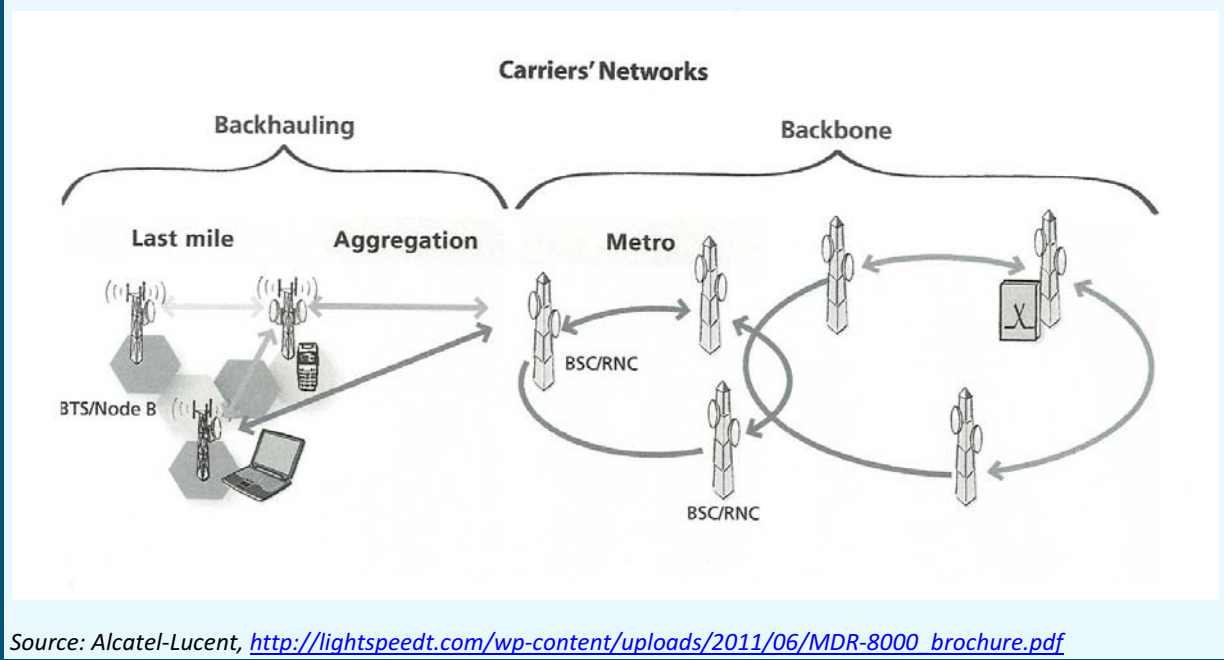 Carriers' Networks
Backhauling
Backbone
Last mile
Aggregation
Metro
BSC/RNC
BTS/Node B
BSC/RNC
Source: Alcatel-Lucent, http://lightspeedt.com/wp-content/uploads/2011/06/MDR-8000_brochure.pdf